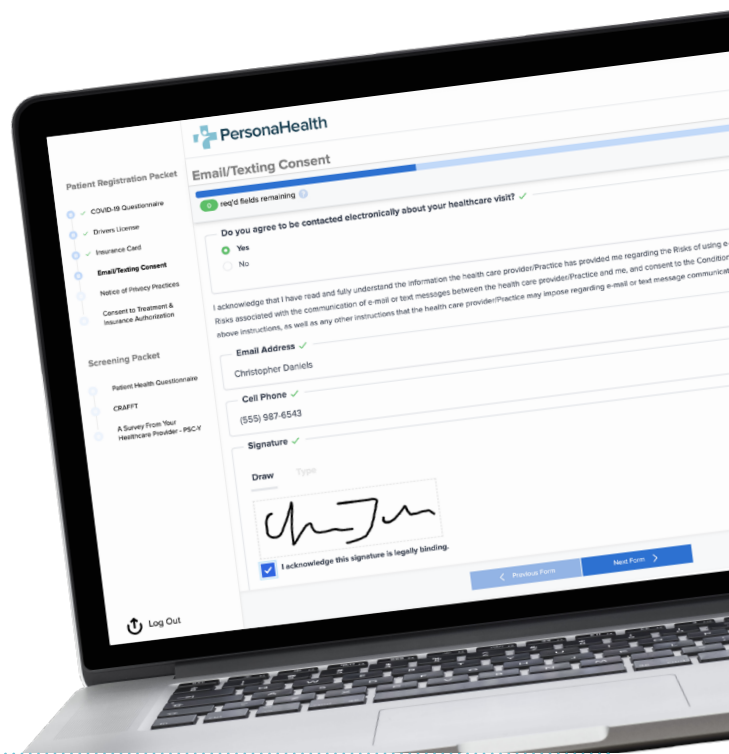 PersonaHealth
Patient Registration Packet
COVID-19 Questionnaire
Drivers License
Insurance Card
Email/Texting Consent
Notice of Privacy Practices
Consent to Treatment &
Insurance Authorization
Screening Packet
Patient Health Questionnaire
CRAFFT
A Survey From Your
Healthcare Provider - PSC-Y
Log Out
Email/Texting Consent
0 req'd fields remaining ?
Do you agree to be contacted electronically about your healthcare visit?
Yes
No
I acknowledge that I have read and fully understand the information the health care provider/Practice has provided me regarding the Risks of using e-
Risks associated with the communication of e-mail or text messages between the health care provider/Practice and me, and consent to the Condition
above instructions, as well as any other instructions that the health care provider/Practice may impose regarding e-mail or text message communicat
Email Address
Christopher Daniels
Cell Phone
(555) 987-6543
Signature
Draw Type
I acknowledge this signature is legally binding.
Previous Form
Next Form